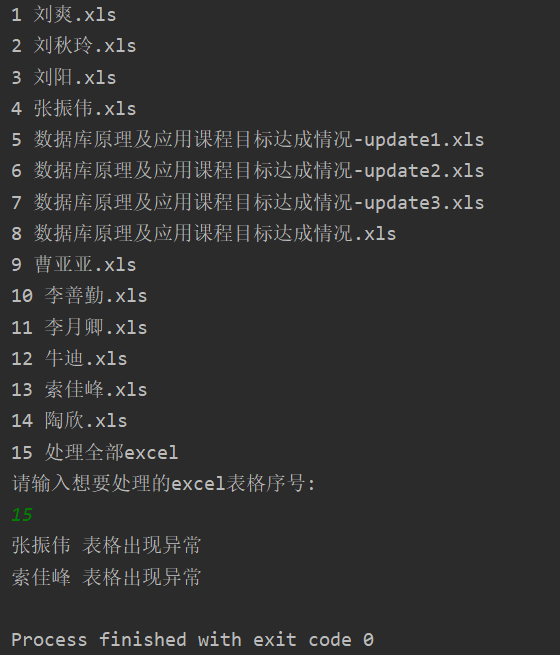 1 刘爽.xls
2 刘秋玲.xls
3 刘阳.xls
4 张振伟.xls
5 数据库原理及应用课程目标达成情况-update1.xls
6 数据库原理及应用课程目标达成情况-update2.xls
7 数据库原理及应用课程目标达成情况-update3.xls
8 数据库原理及应用课程目标达成情况.xls
9 曹亚亚.xls
10 李善勤.xls
11 李月卿.xls
12 牛迪.xls
13 索佳峰.xls
14 陶欣.xls
15 处理全部excel
请输入想要处理的excel表格序号:
15
张振伟 表格出现异常
索佳峰 表格出现异常
Process finished with exit code 0